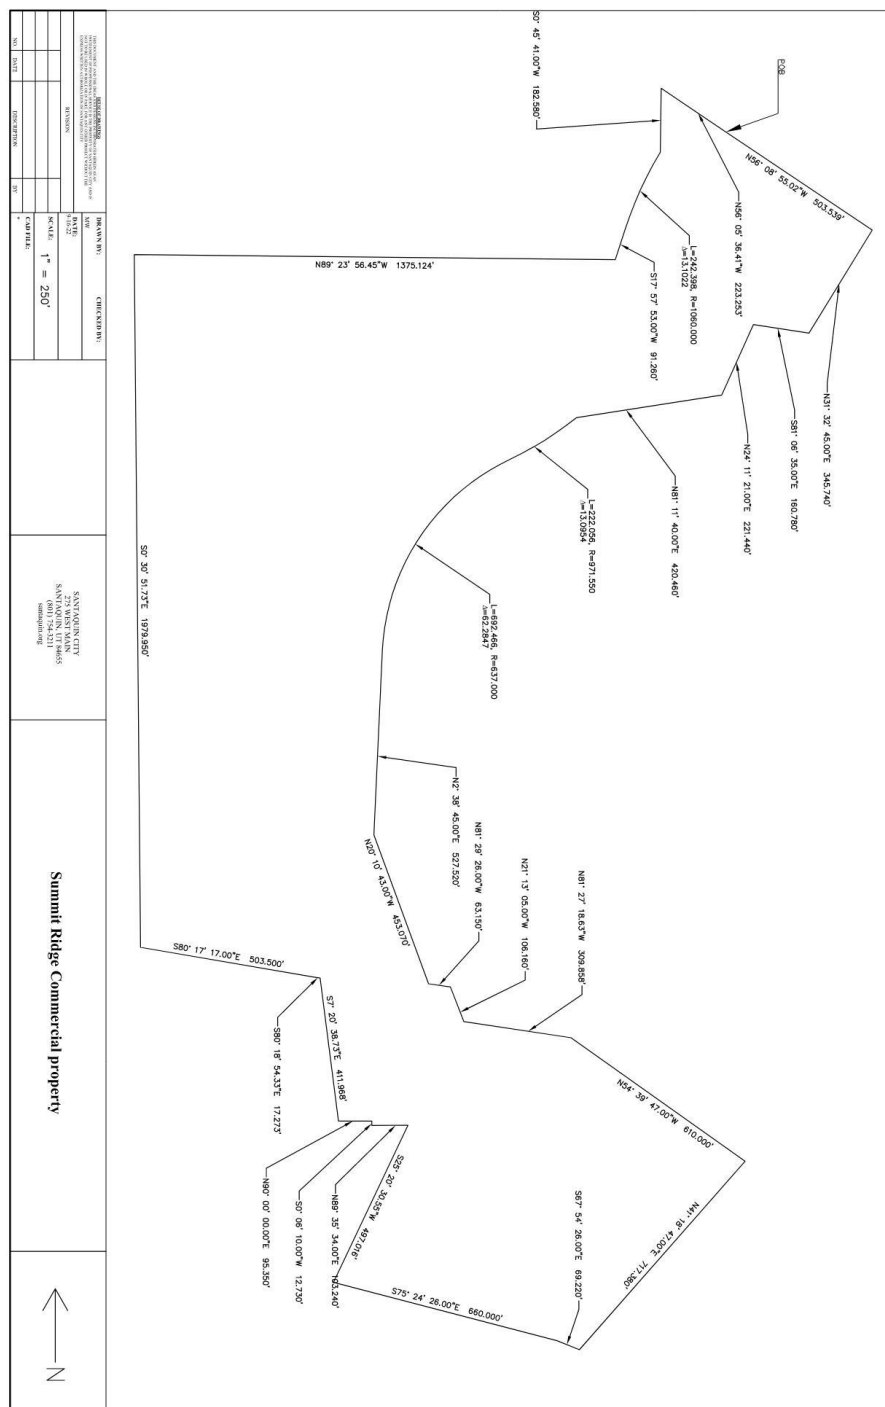 POB
N56° 08' 55.02"W 503.539'
N31° 32' 45.00"E 345.740'
S81° 06' 35.00"E 160.780'
N24° 11' 21.00"E 221.440'
N81° 11' 40.00"E 420.460'
L=222.056, R=971.550
Δ=13.0954
L=692.466, R=637.000
Δ=62.2847
N2° 38' 45.00"E 527.520'
N20° 10' 43.00"W 453.070'
N81° 29' 26.00"W 63.150'
N21° 13' 05.00"W 106.160'
N81° 27' 18.63"W 309.858'
N54° 39' 47.00"W 610.000'
N41° 18' 47.00"E 717.380'
S67° 54' 26.00"E 69.220'
S75° 24' 26.00"E 660.000'
S25° 20' 30.55"W 497.016'
N89° 35' 34.00"E 103.240'
S0° 06' 10.00"W 12.730'
N90° 00' 00.00"E 95.350'
S7° 20' 38.73"E 411.968'
S80° 18' 54.33"E 17.273'
S80° 17' 17.00"E 503.500'
S0° 30' 51.73"E 1979.950'
N89° 23' 56.45"W 1375.124'
S17° 57' 53.00"W 91.260'
L=242.398, R=1060.000
Δ=13.1022
S0° 45' 41.00"W 182.580'
N56° 05' 36.41"W 223.253'
REVISION
NO. DATE DESCRIPTION BY
DRAWN BY: CHECKED BY:
MW
DATE:
9-16-22
SCALE:
1" = 250'
CAD FILE:
SANTAQUIN CITY
275 WEST MAIN
SANTAQUIN, UT 84655
(801) 754-3211
santaquin.org
Summit Ridge Commercial property
N